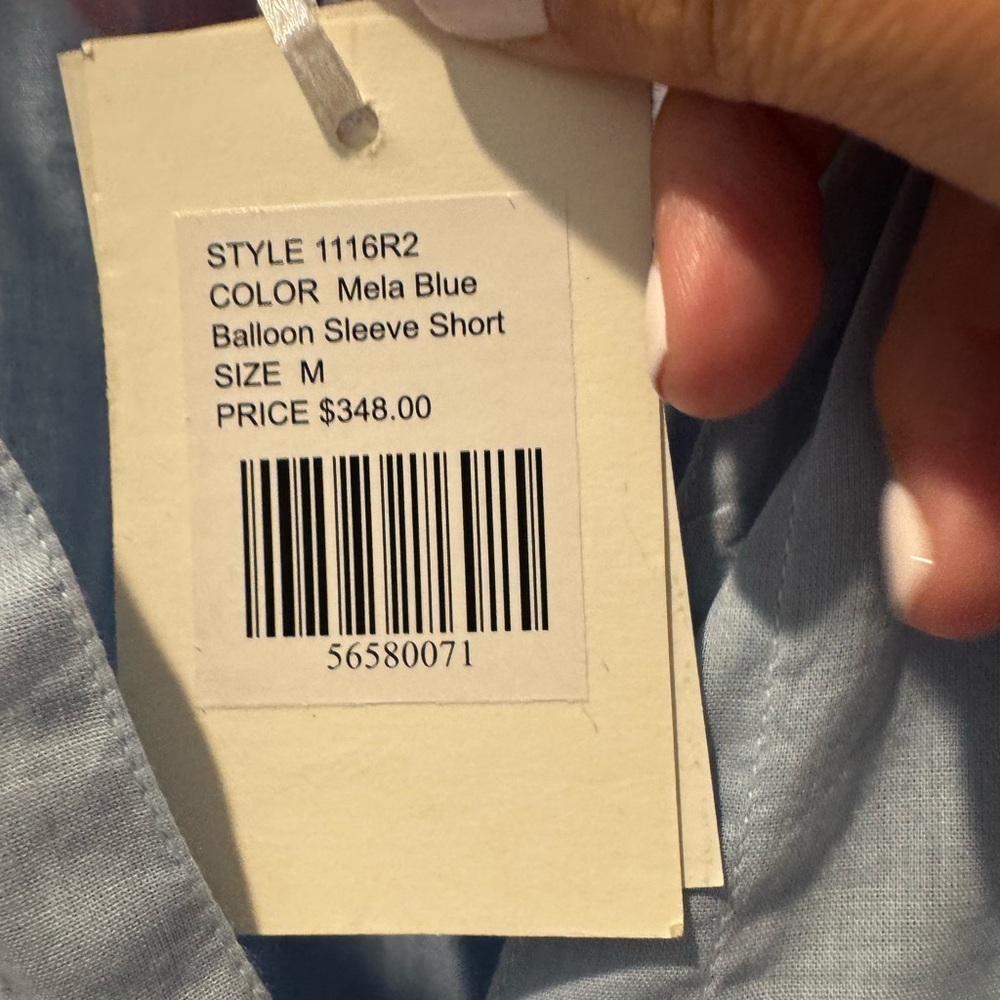 STYLE 1116R2
COLOR Mela Blue
Balloon Sleeve Short
SIZE M
PRICE $348.00
56580071